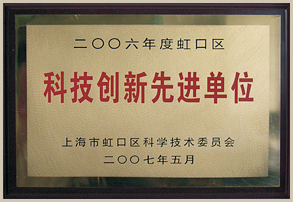 二〇〇六年度虹口区
科技创新先进单位
上海市虹口区科学技术委员会
二〇〇七年五月